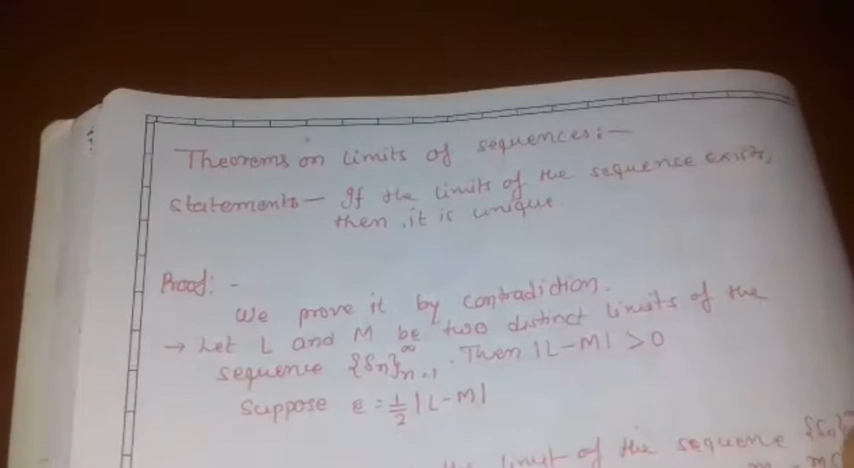 Theorems on limits of sequences:-
Statements - If the limits of the sequence exists,
then, it is unique.
Proof: -
We prove it by contradiction.
→ Let L and M be two distinct limits of the
sequence {Sn}∞n=1. Then |L-M| > 0
Suppose e = 1/2 |L-M|
the limit of the sequence {Sn}